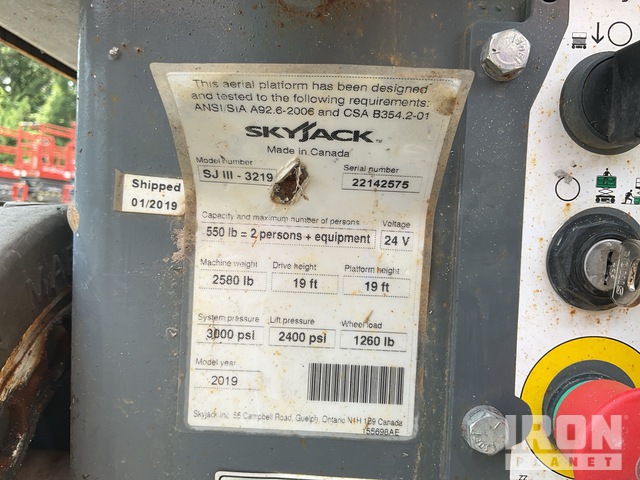 This aerial platform has been designed
and tested to the following requirements:
ANSI/SiA A92.6-2006 and CSA B354.2-01
SKYJACK™
Made in Canada
Model number
Serial number
SJ III - 3219
22142575
Shipped
01/2019
Capacity and maximum number of persons
Voltage
550 lb = 2 persons + equipment
24 V
Machine weight
Drive height
Platform height
2580 lb
19 ft
19 ft
System pressure
Lift pressure
Wheel load
3000 psi
2400 psi
1260 lb
Model year
2019
Skyjack Inc. 55 Campbell Road, Guelph, Ontario N1H 1B9 Canada
155698AE
IRON
PLANET